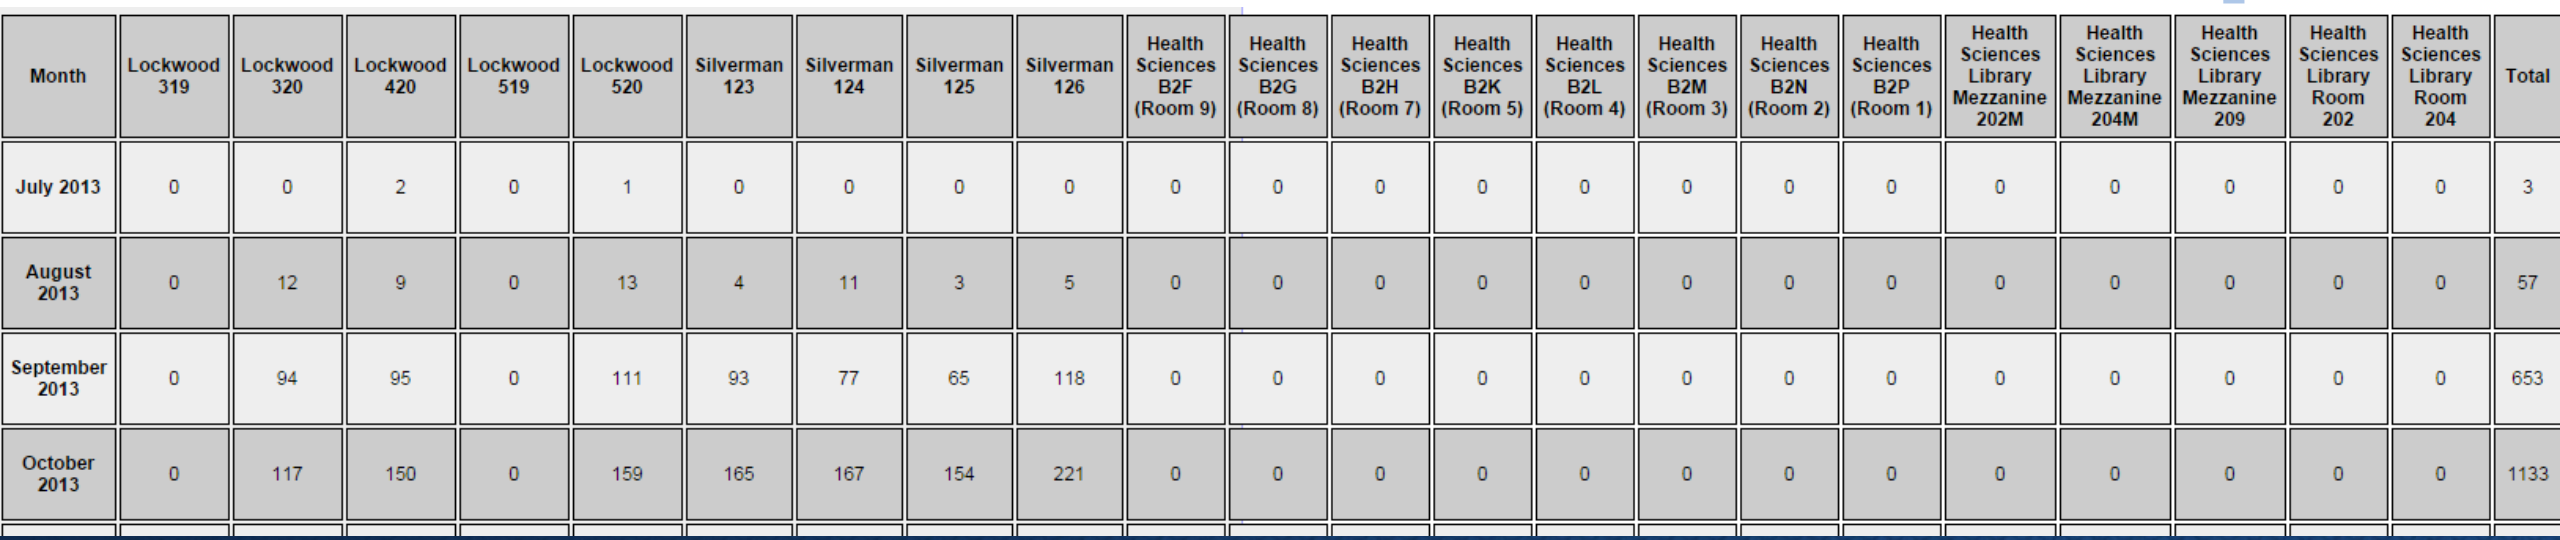 Month Lockwood 319 Lockwood 320 Lockwood 420 Lockwood 519 Lockwood 520 Silverman 123 Silverman 124 Silverman 125 Silverman 126 Health Sciences B2F (Room 9) Health Sciences B2G (Room 8) Health Sciences B2H (Room 7) Health Sciences B2K (Room 5) Health Sciences B2L (Room 4) Health Sciences B2M (Room 3) Health Sciences B2N (Room 2) Health Sciences B2P (Room 1) Health Sciences Library Mezzanine 202M Health Sciences Library Mezzanine 204M Health Sciences Library Mezzanine 209 Health Sciences Library Room 202 Health Sciences Library Room 204 Total
July 2013 0 0 2 0 1 0 0 0 0 0 0 0 0 0 0 0 0 0 0 0 0 0 3
August 2013 0 12 9 0 13 4 11 3 5 0 0 0 0 0 0 0 0 0 0 0 0 0 57
September 2013 0 94 95 0 111 93 77 65 118 0 0 0 0 0 0 0 0 0 0 0 0 0 653
October 2013 0 117 150 0 159 165 167 154 221 0 0 0 0 0 0 0 0 0 0 0 0 0 1133